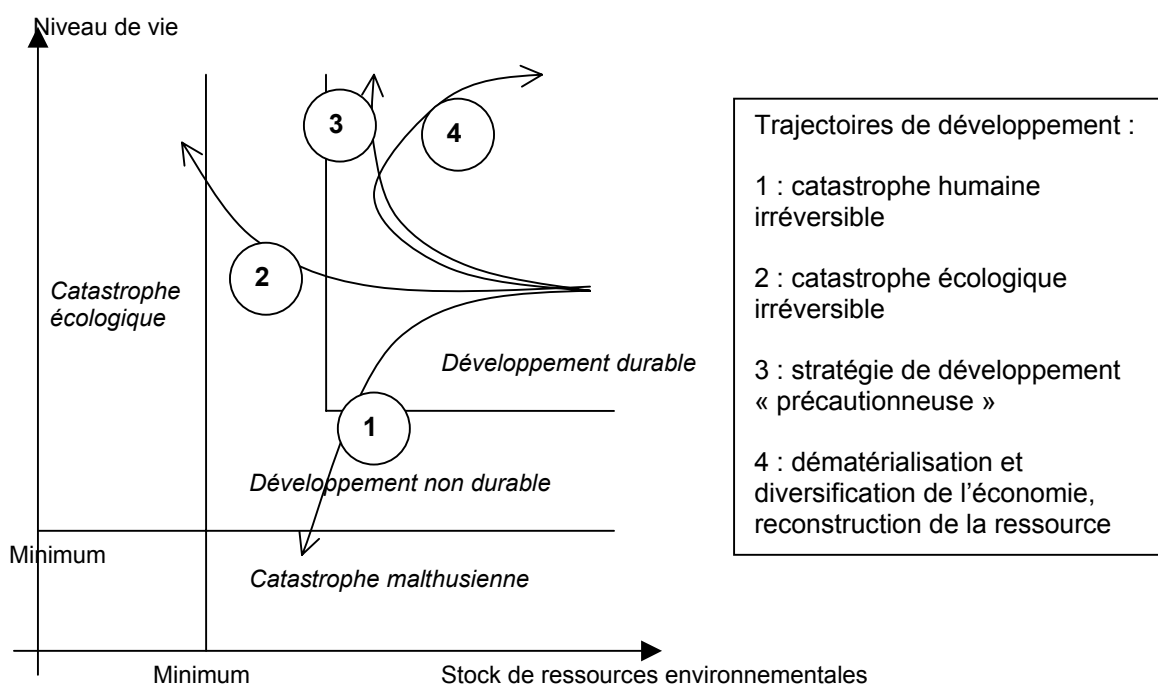 Niveau de vie
3
4
2
1
Catastrophe
écologique
Développement durable
Développement non durable
Minimum
Catastrophe malthusienne
Minimum
Stock de ressources environnementales
Trajectoires de développement :
1 : catastrophe humaine
irréversible
2 : catastrophe écologique
irréversible
3 : stratégie de développement
« précautionneuse »
4 : dématérialisation et
diversification de l’économie,
reconstruction de la ressource